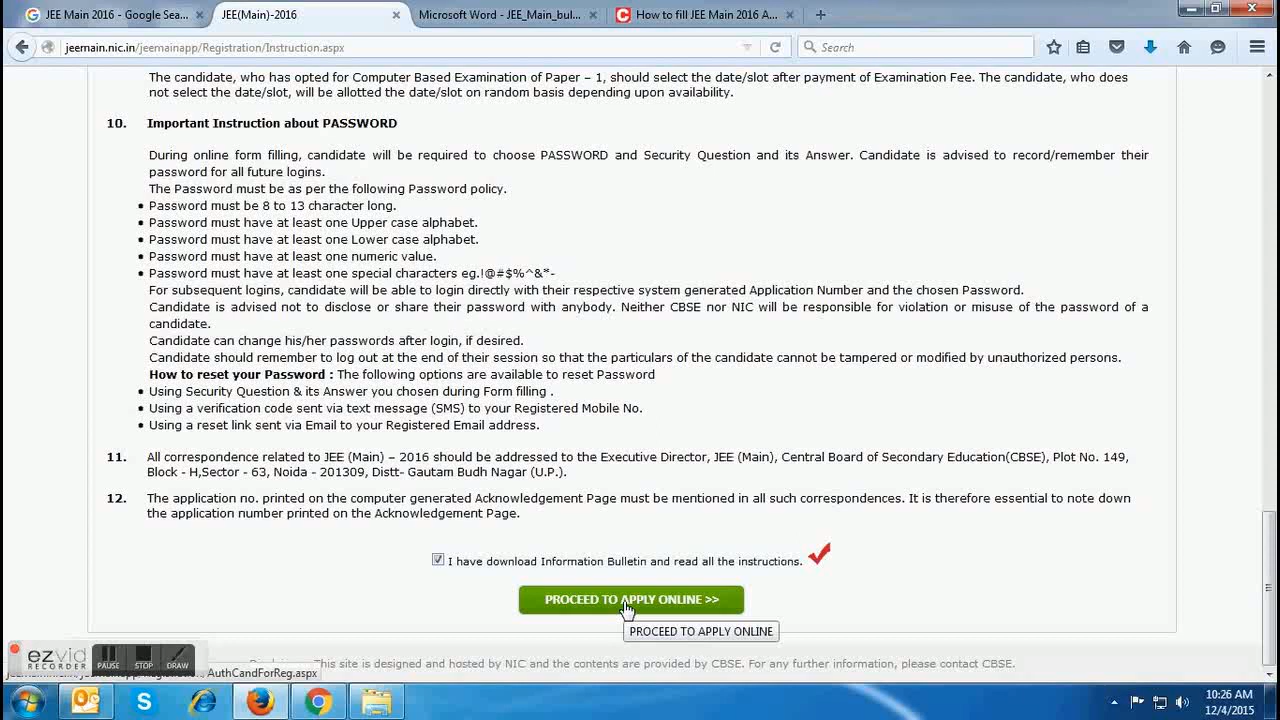 JEE Main 2016 - Google Sea...
JEE(Main)-2016
Microsoft Word - JEE_Main_bul...
How to fill JEE Main 2016 A...
jeemain.nic.in/jeemainapp/Registration/Instruction.aspx
Search
The candidate, who has opted for Computer Based Examination of Paper – 1, should select the date/slot after payment of Examination Fee. The candidate, who does
not select the date/slot, will be allotted the date/slot on random basis depending upon availability.
10. Important Instruction about PASSWORD
During online form filling, candidate will be required to choose PASSWORD and Security Question and its Answer. Candidate is advised to record/remember their
password for all future logins.
The Password must be as per the following Password policy.
• Password must be 8 to 13 character long.
• Password must have at least one Upper case alphabet.
• Password must have at least one Lower case alphabet.
• Password must have at least one numeric value.
• Password must have at least one special characters eg.!@#$%^&*-
For subsequent logins, candidate will be able to login directly with their respective system generated Application Number and the chosen Password.
Candidate is advised not to disclose or share their password with anybody. Neither CBSE nor NIC will be responsible for violation or misuse of the password of a
candidate.
Candidate can change his/her passwords after login, if desired.
Candidate should remember to log out at the end of their session so that the particulars of the candidate cannot be tampered or modified by unauthorized persons.
How to reset your Password : The following options are available to reset Password
• Using Security Question & its Answer you chosen during Form filling .
• Using a verification code sent via text message (SMS) to your Registered Mobile No.
• Using a reset link sent via Email to your Registered Email address.
11. All correspondence related to JEE (Main) – 2016 should be addressed to the Executive Director, JEE (Main), Central Board of Secondary Education(CBSE), Plot No. 149,
Block - H,Sector - 63, Noida - 201309, Distt- Gautam Budh Nagar (U.P.).
12. The application no. printed on the computer generated Acknowledgement Page must be mentioned in all such correspondences. It is therefore essential to note down
the application number printed on the Acknowledgement Page.
I have download Information Bulletin and read all the instructions.
PROCEED TO APPLY ONLINE >>
PROCEED TO APPLY ONLINE
This site is designed and hosted by NIC and the contents are provided by CBSE. For any further information, please contact CBSE.
ezvid
RECORDER
PAUSE
STOP
DRAW
AuthCandForReg.aspx
10:26 AM
12/4/2015